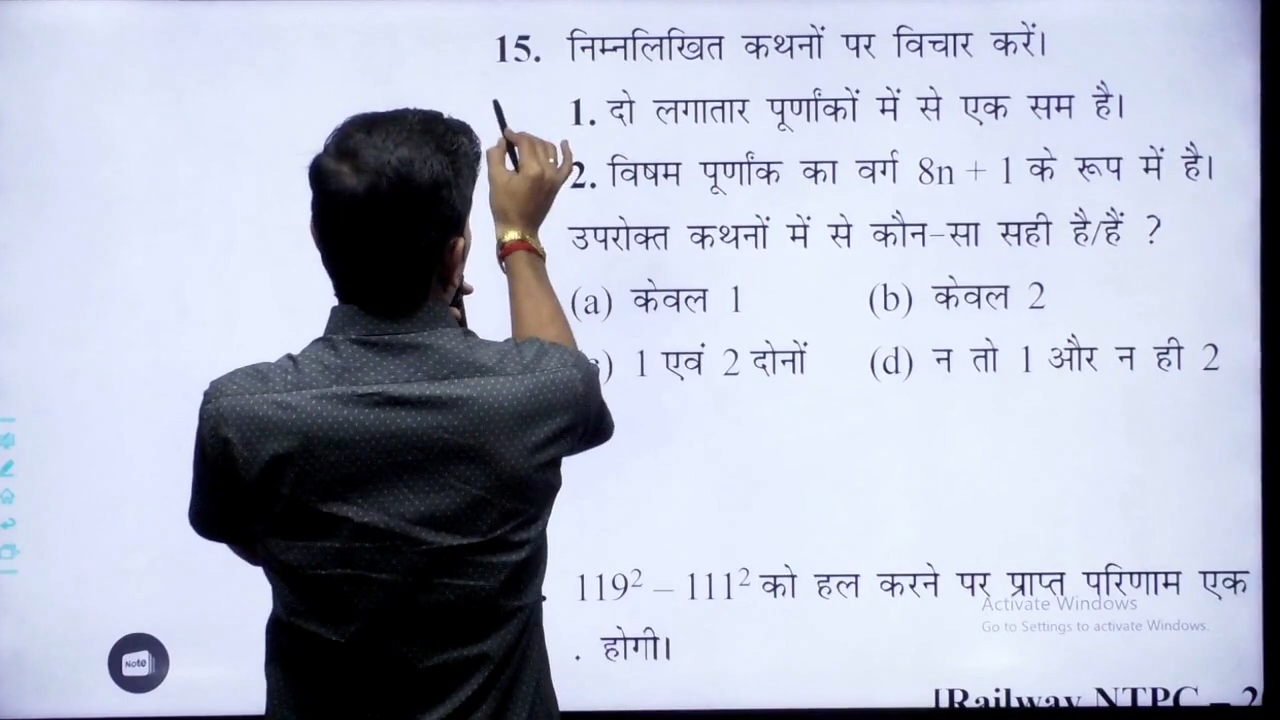 15. निम्नलिखित कथनों पर विचार करें।
1. दो लगातार पूर्णांकों में से एक सम है।
2. विषम पूर्णांक का वर्ग 8n + 1 के रूप में है।
उपरोक्त कथनों में से कौन-सा सही है/हैं ?
(a) केवल 1 (b) केवल 2
) 1 एवं 2 दोनों (d) न तो 1 और न ही 2
119² – 111² को हल करने पर प्राप्त परिणाम एक
. होगी।
Activate Windows
Go to Settings to activate Windows.
[Railway NTPC – 2
Note